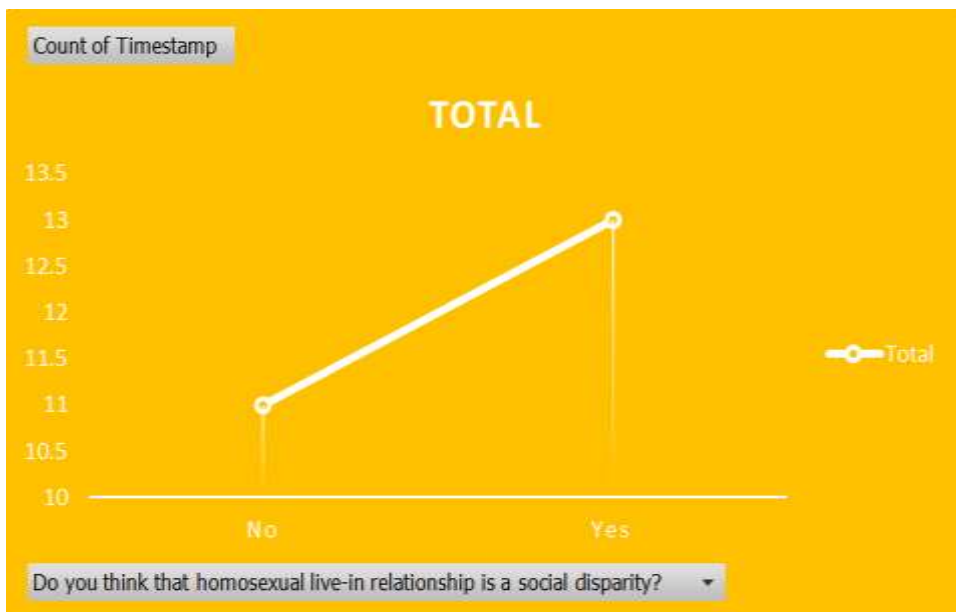 Count of Timestamp
TOTAL
13.5
13
12.5
12
11.5
11
10.5
10
Total
No Yes
Do you think that homosexual live-in relationship is a social disparity?